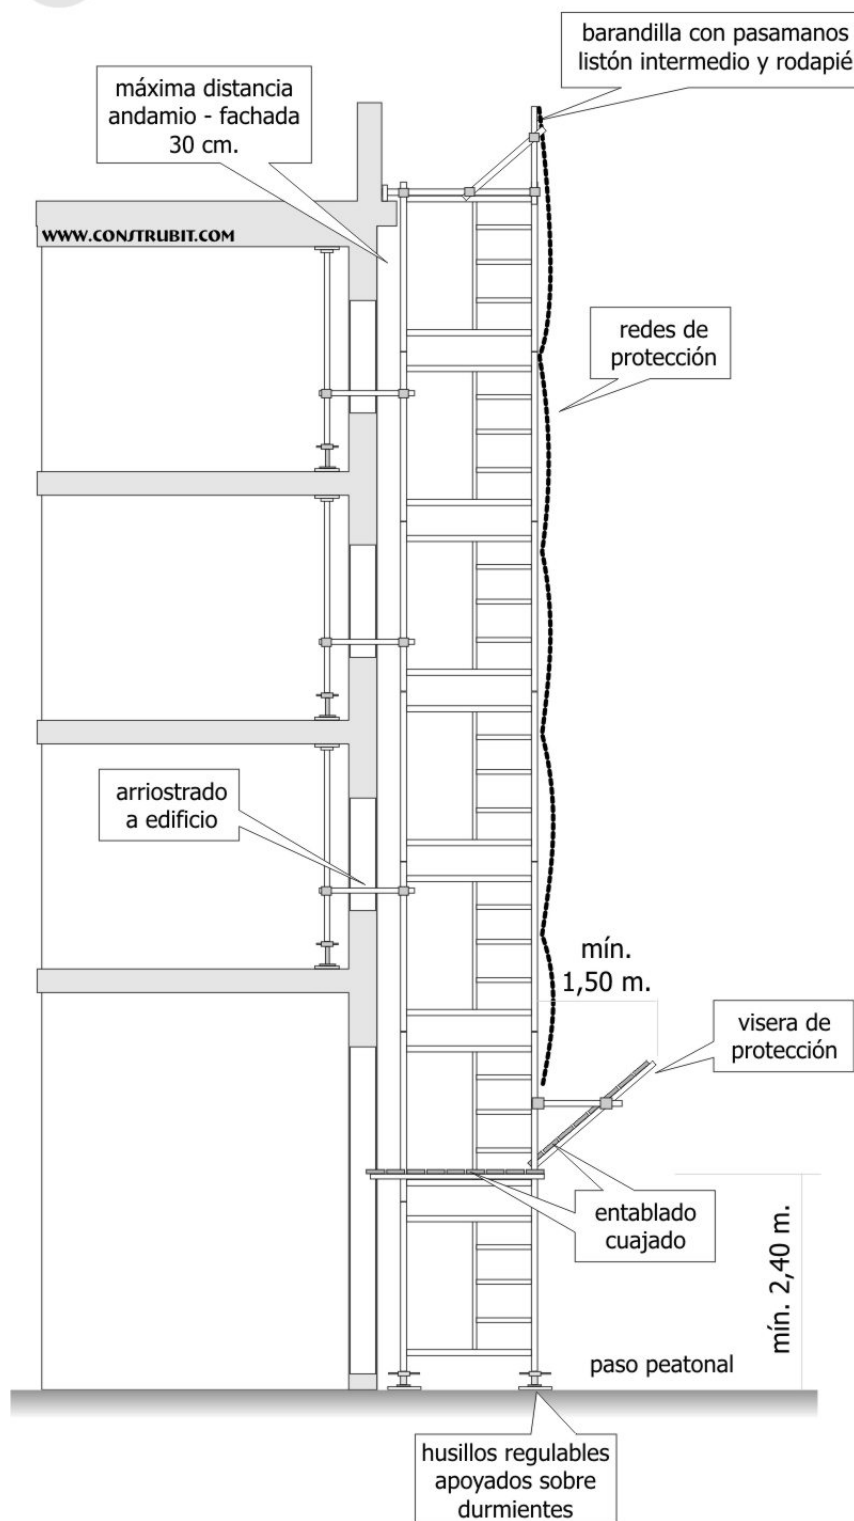 barandilla con pasamanos
listón intermedio y rodapié
máxima distancia
andamio - fachada
30 cm.
WWW.CONSTRUBIT.COM
redes de
protección
arriostrado
a edificio
mín.
1,50 m.
visera de
protección
entablado
cuajado
mín. 2,40 m.
paso peatonal
husillos regulables
apoyados sobre
durmientes